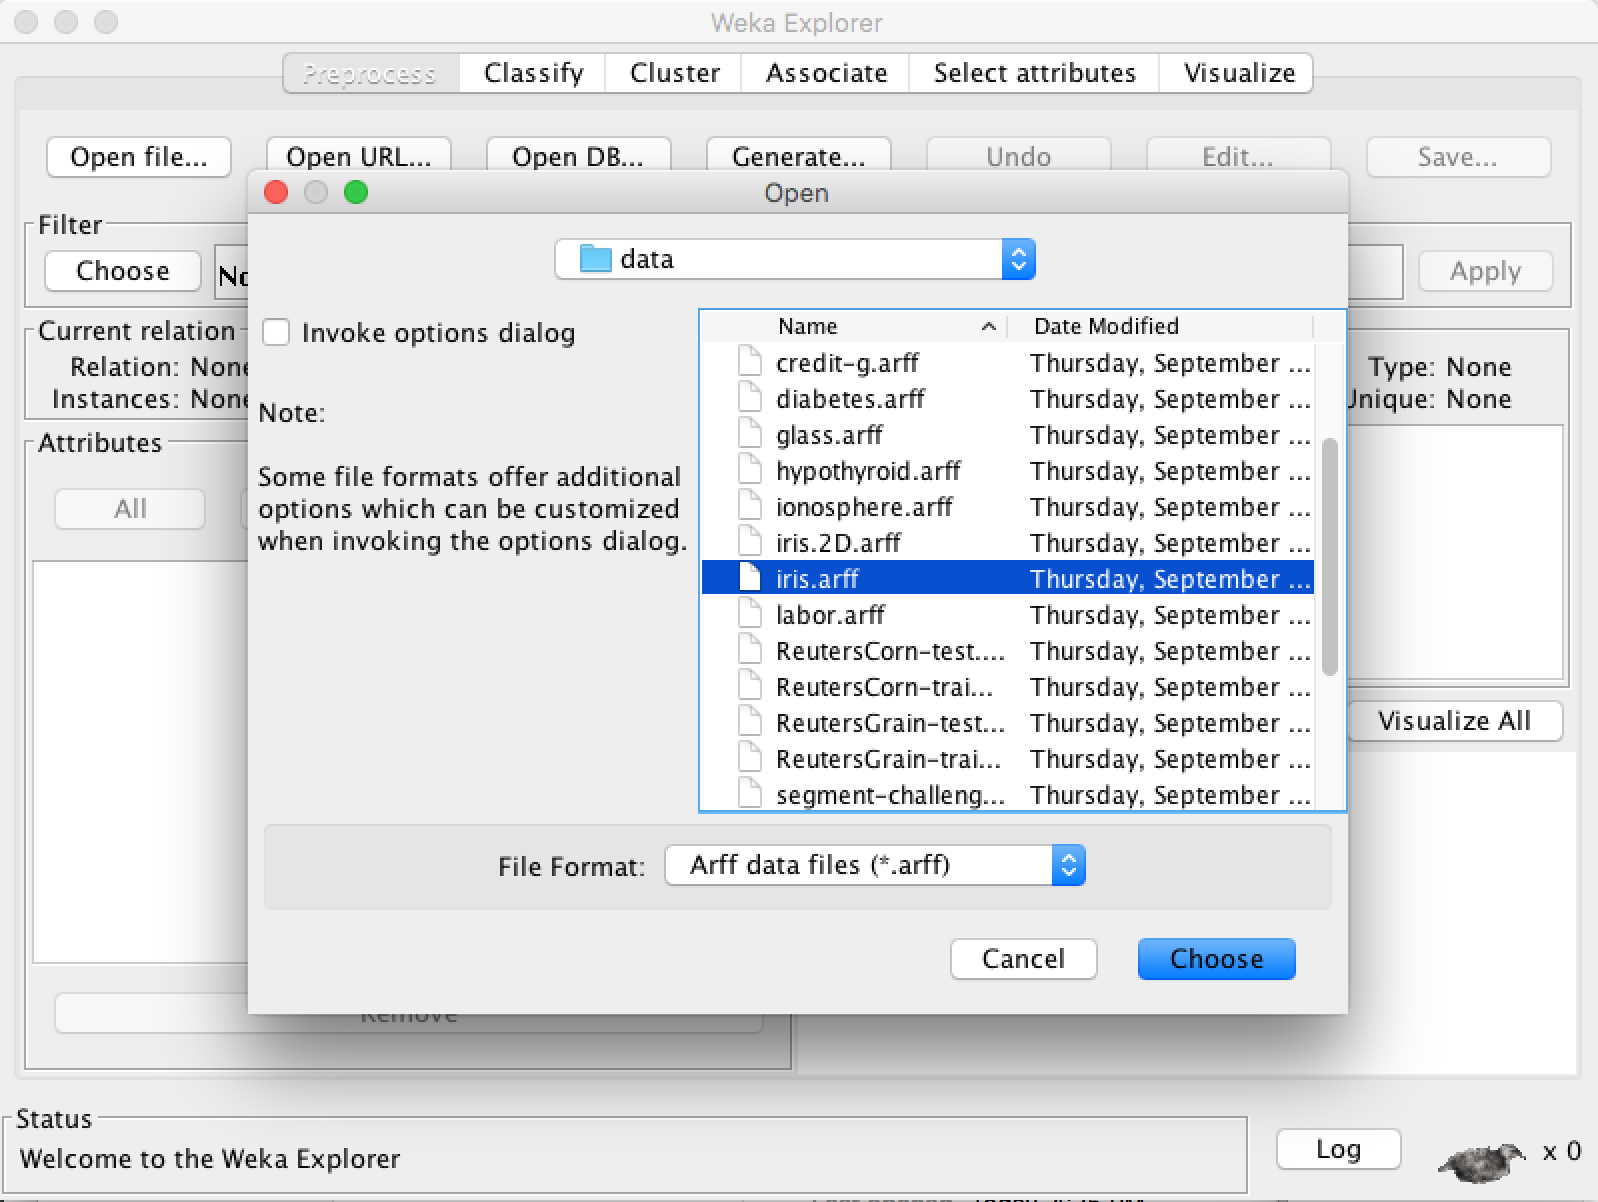 Weka Explorer
Preprocess Classify Cluster Associate Select attributes Visualize
Open file... Open URL... Open DB... Generate... Undo Edit... Save...
Open
Filter
Choose
data
Apply
Current relation
Relation: None
Instances: None
Type: None
Unique: None
Invoke options dialog
Note:
Some file formats offer additional
options which can be customized
when invoking the options dialog.
Attributes
All
Name Date Modified
credit-g.arff Thursday, September ...
diabetes.arff Thursday, September ...
glass.arff Thursday, September ...
hypothyroid.arff Thursday, September ...
ionosphere.arff Thursday, September ...
iris.2D.arff Thursday, September ...
iris.arff Thursday, September ...
labor.arff Thursday, September ...
ReutersCorn-test.... Thursday, September ...
ReutersCorn-trai... Thursday, September ...
ReutersGrain-test... Thursday, September ...
ReutersGrain-trai... Thursday, September ...
segment-challeng... Thursday, September ...
Visualize All
File Format: Arff data files (*.arff)
Cancel Choose
Remove
Status
Welcome to the Weka Explorer
Log
x 0